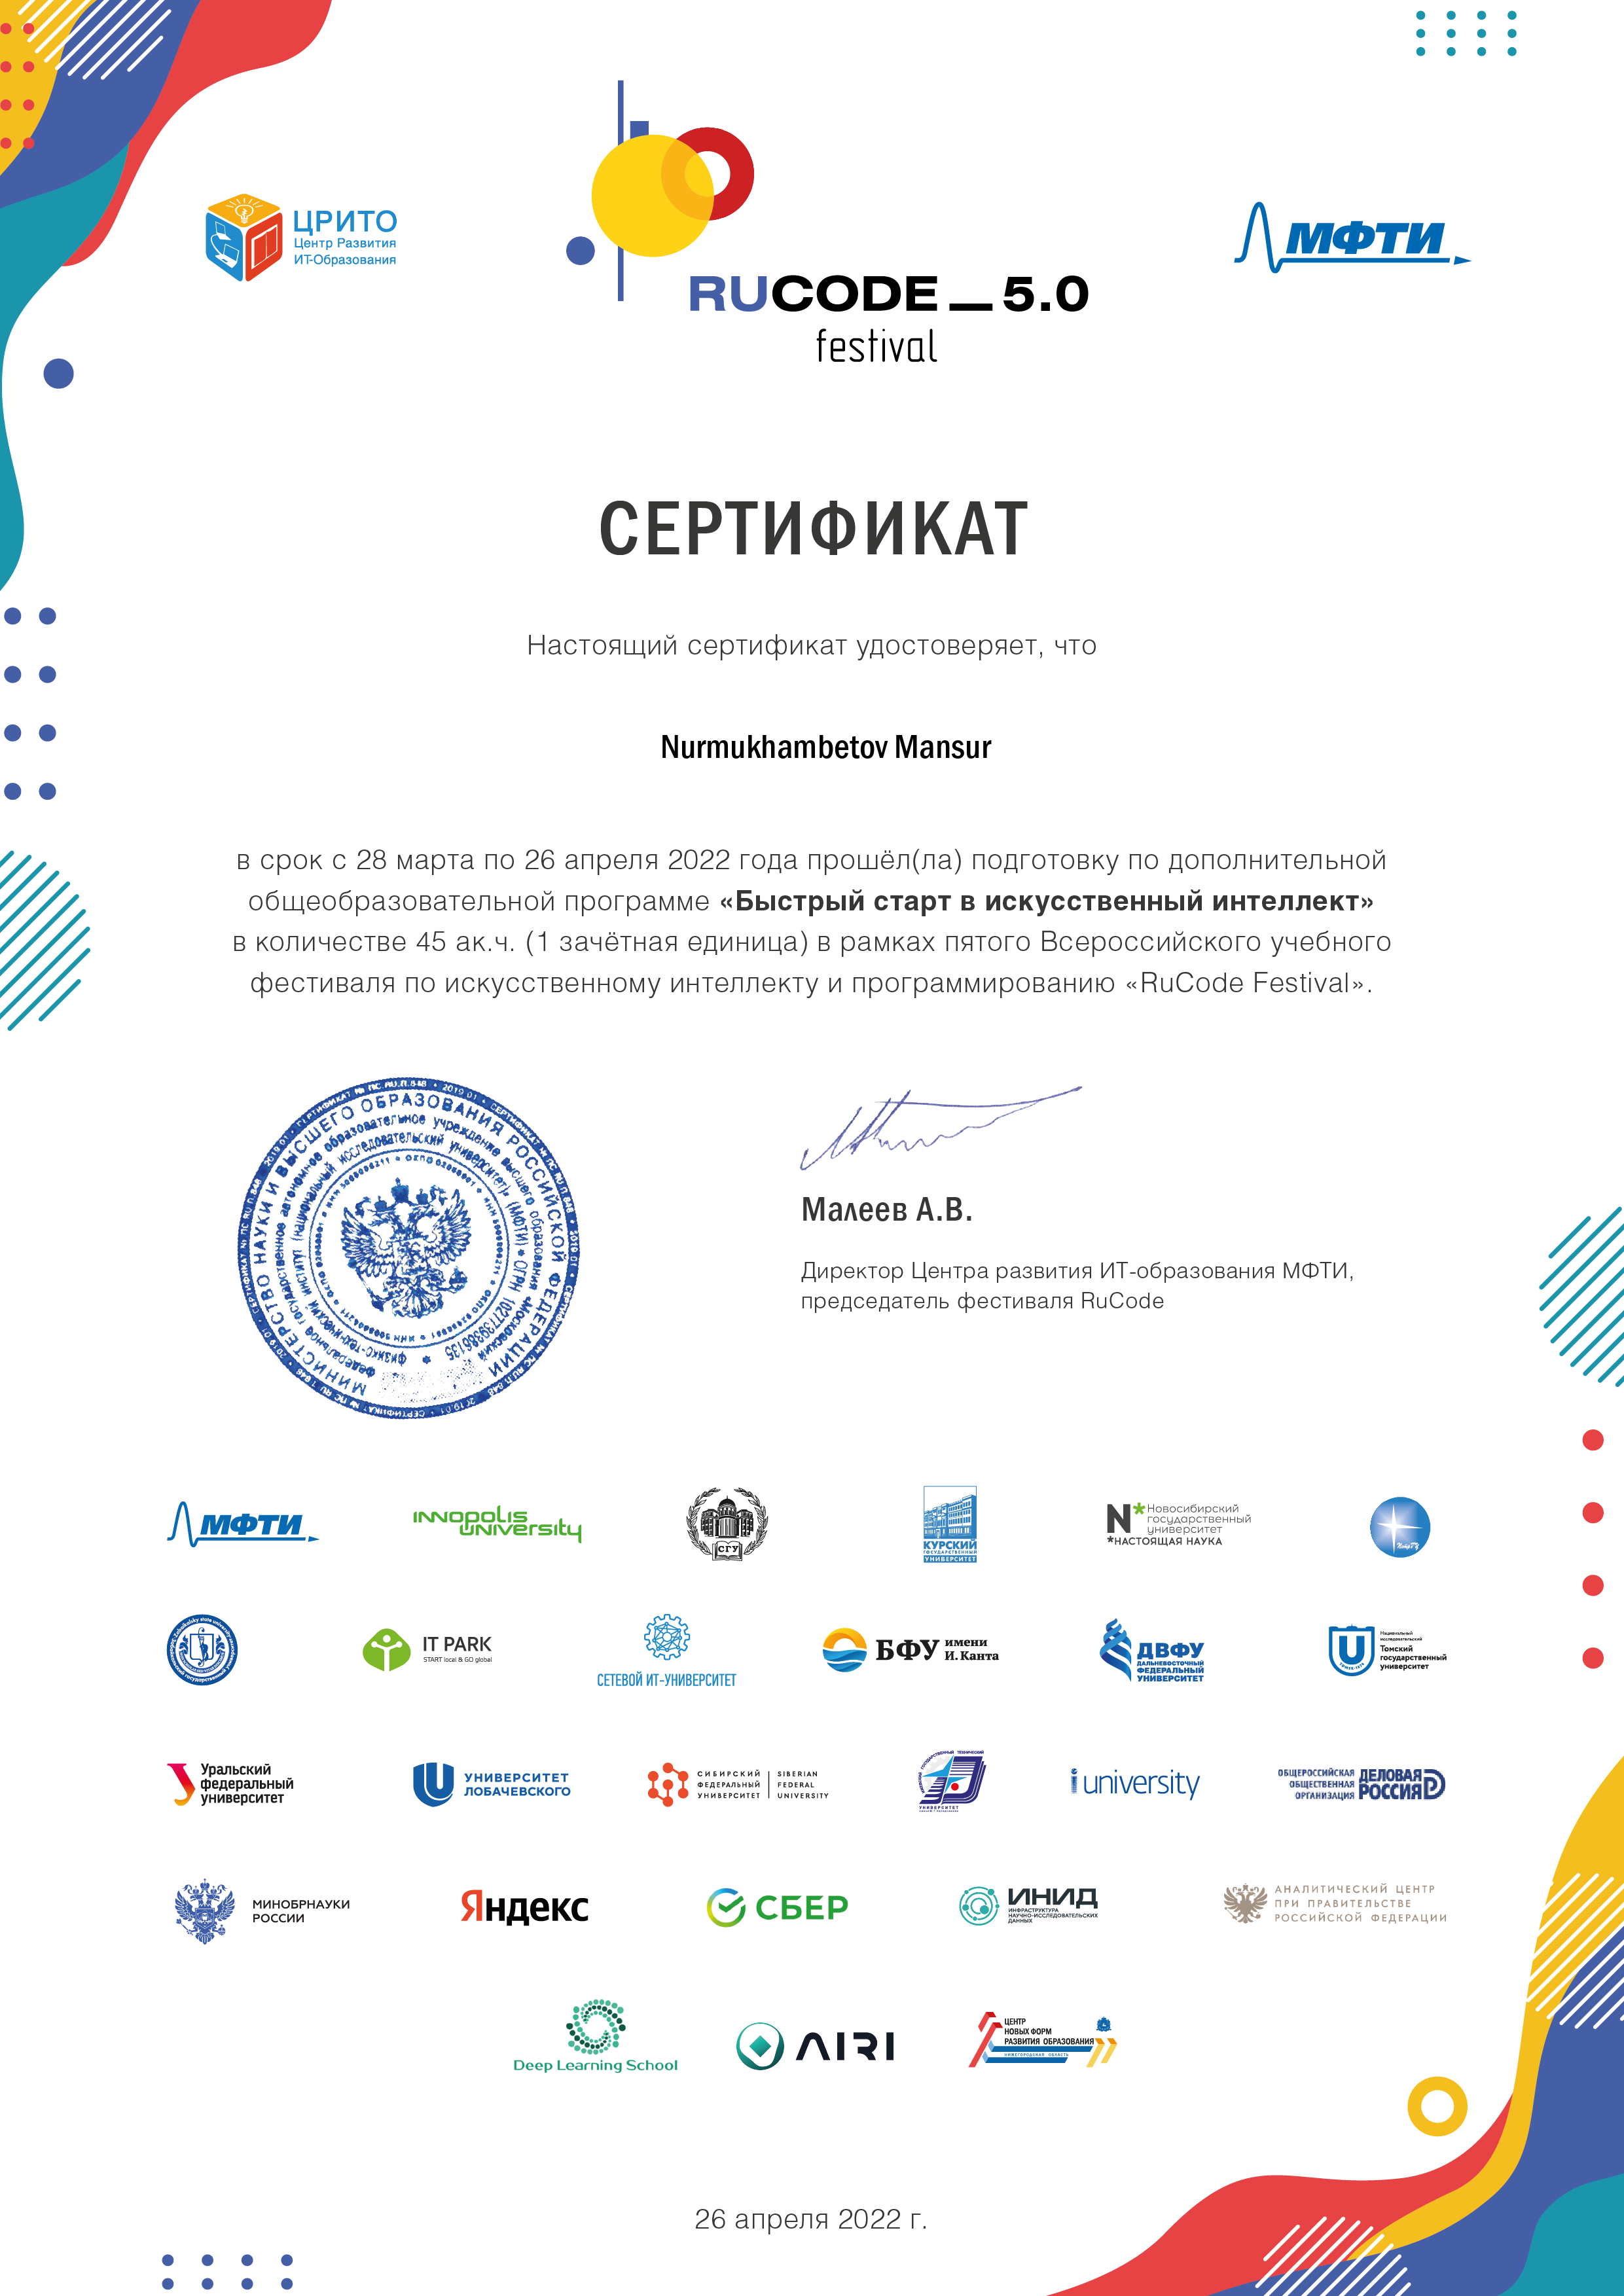 ЦРИТО
Центр Развития
ИТ-Образования
RUCODE_5.0
festival
МФТИ
СЕРТИФИКАТ
Настоящий сертификат удостоверяет, что
Nurmukhambetov Mansur
в срок с 28 марта по 26 апреля 2022 года прошёл(ла) подготовку по дополнительной
общеобразовательной программе «Быстрый старт в искусственный интеллект»
в количестве 45 ак.ч. (1 зачётная единица) в рамках пятого Всероссийского учебного
фестиваля по искусственному интеллекту и программированию «RuCode Festival».
МИНИСТЕРСТВО НАУКИ И ВЫСШЕГО ОБРАЗОВАНИЯ РОССИЙСКОЙ ФЕДЕРАЦИИ
федеральное государственное автономное образовательное учреждение высшего образования «Московский
физико-технический институт (национальный исследовательский университет)» (МФТИ) * ОГРН 1027739386135
Малеев А.В.
Директор Центра развития ИТ-образования МФТИ,
председатель фестиваля RuCode
МФТИ
INNOPOLIS
UNIVERSITY
СГУ
КУРСКИЙ
ГОСУДАРСТВЕННЫЙ
УНИВЕРСИТЕТ
N* Новосибирский
государственный
университет
*НАСТОЯЩАЯ НАУКА
ПетрГУ
IT PARK
START local & GO global
СЕТЕВОЙ ИТ-УНИВЕРСИТЕТ
БФУ имени
И. Канта
ДВФУ
ДАЛЬНЕВОСТОЧНЫЙ
ФЕДЕРАЛЬНЫЙ
УНИВЕРСИТЕТ
Национальный
исследовательский
Томский
государственный
университет
Уральский
федеральный
университет
УНИВЕРСИТЕТ
ЛОБАЧЕВСКОГО
СИБИРСКИЙ
ФЕДЕРАЛЬНЫЙ
УНИВЕРСИТЕТ
SIBERIAN
FEDERAL
UNIVERSITY
i university
ОБЩЕРОССИЙСКАЯ
ОБЩЕСТВЕННАЯ
ОРГАНИЗАЦИЯ
ДЕЛОВАЯ
РОССИЯ
МИНОБРНАУКИ
РОССИИ
Яндекс
СБЕР
ИНИД
ИНФРАСТРУКТУРА
НАУЧНО-ИССЛЕДОВАТЕЛЬСКИХ
ДАННЫХ
АНАЛИТИЧЕСКИЙ ЦЕНТР
ПРИ ПРАВИТЕЛЬСТВЕ
РОССИЙСКОЙ ФЕДЕРАЦИИ
Deep Learning School
AIRI
ЦЕНТР
НОВЫХ ФОРМ
РАЗВИТИЯ ОБРАЗОВАНИЯ
НИЖЕГОРОДСКАЯ ОБЛАСТЬ
26 апреля 2022 г.